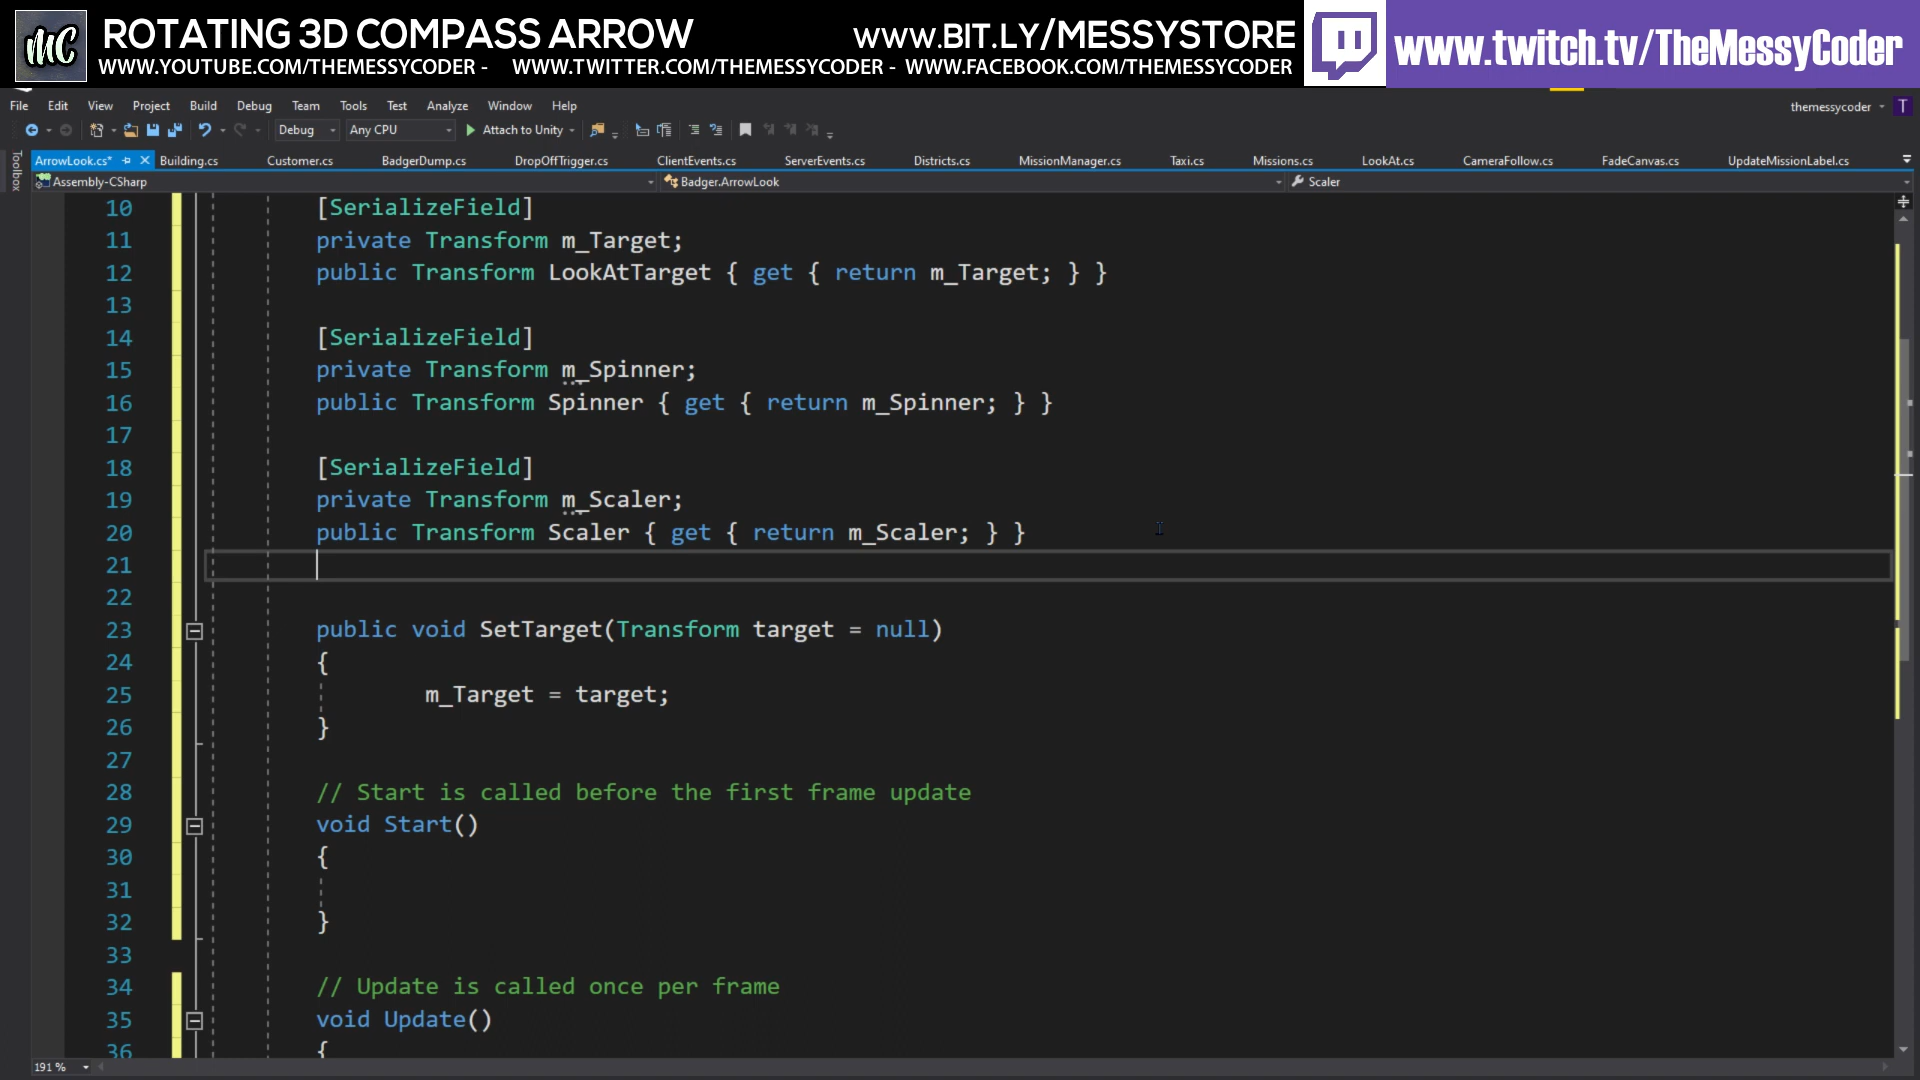 MC ROTATING 3D COMPASS ARROW www.BIT.LY/MESSYSTORE www.twitch.tv/TheMessyCoder
WWW.YOUTUBE.COM/THEMESSYCODER - WWW.TWITTER.COM/THEMESSYCODER - WWW.FACEBOOK.COM/THEMESSYCODER
File Edit View Project Build Debug Team Tools Test Analyze Window Help themessycoder T
Debug Any CPU Attach to Unity
Toolbox
ArrowLook.cs* Building.cs Customer.cs BadgerDump.cs DropOffTrigger.cs ClientEvents.cs ServerEvents.cs Districts.cs MissionManager.cs Taxi.cs Missions.cs LookAt.cs CameraFollow.cs FadeCanvas.cs UpdateMissionLabel.cs
Assembly-CSharp Badger.ArrowLook Scaler
10 [SerializeField]
11 private Transform m_Target;
12 public Transform LookAtTarget { get { return m_Target; } }
13
14 [SerializeField]
15 private Transform m_Spinner;
16 public Transform Spinner { get { return m_Spinner; } }
17
18 [SerializeField]
19 private Transform m_Scaler;
20 public Transform Scaler { get { return m_Scaler; } }
21
22
23 public void SetTarget(Transform target = null)
24 {
25 m_Target = target;
26 }
27
28 // Start is called before the first frame update
29 void Start()
30 {
31
32 }
33
34 // Update is called once per frame
35 void Update()
36 {
191 %